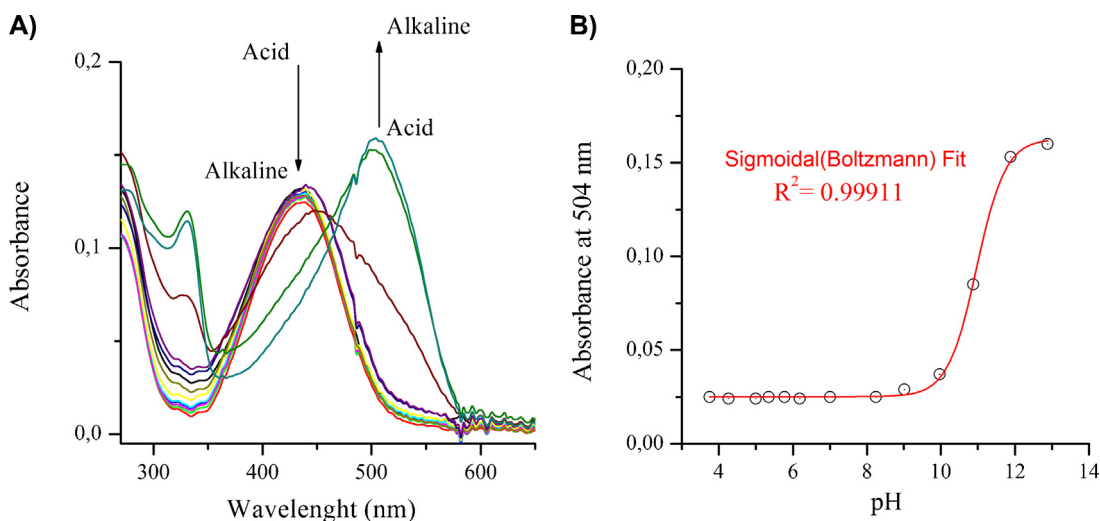 A)
Absorbance
0,2
0,1
0,0
Acid
Alkaline
Alkaline
Acid
300
400
500
600
Wavelenght (nm)
B)
Absorbance at 504 nm
0,20
0,15
0,10
0,05
0,00
Sigmoidal(Boltzmann) Fit
R²= 0.99911
4
6
8
10
12
14
pH